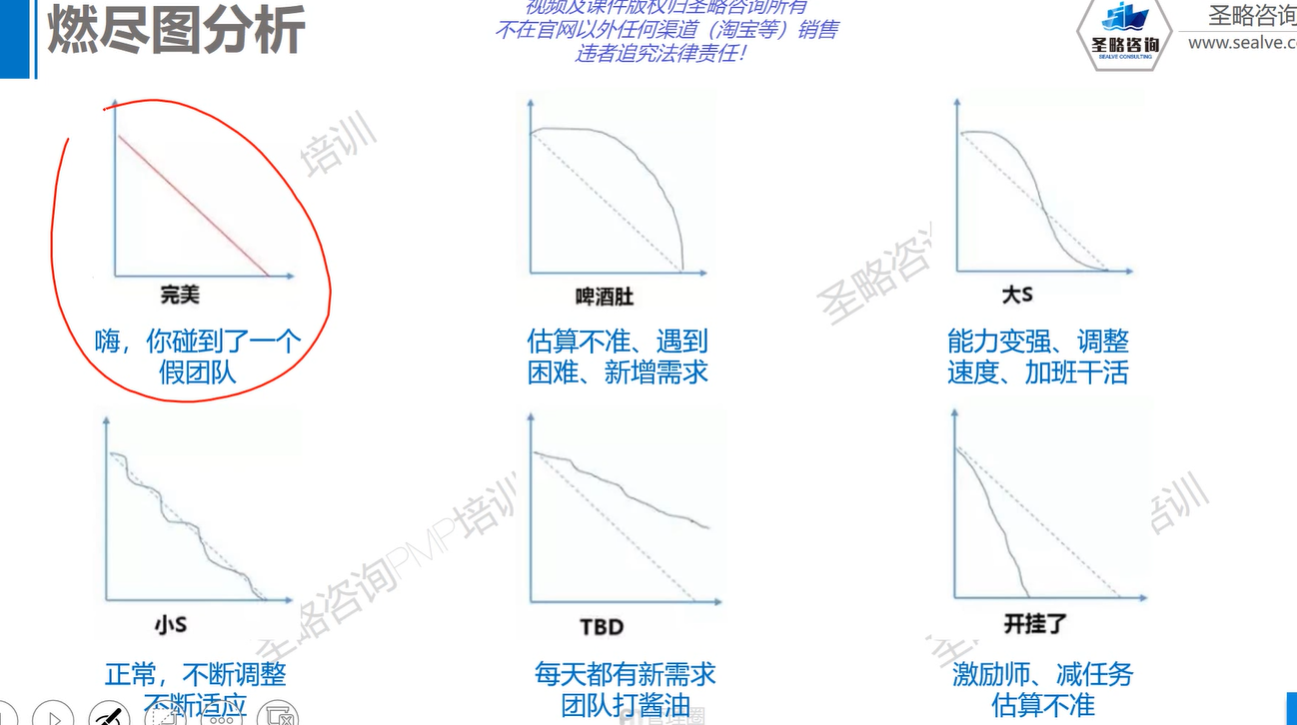 燃尽图分析
视频及课件版权归圣略咨询所有
不在官网以外任何渠道（淘宝等）销售
违者追究法律责任！
圣略咨询
SEALVE CONSULTING
圣略咨询
www.sealve.c
培训
圣略咨
完美
啤酒肚
大S
嗨，你碰到了一个
假团队
估算不准、遇到
困难、新增需求
能力变强、调整
速度、加班干活
圣略咨询PMP培训
培训
小S
TBD
开挂了
正常，不断调整
不断适应
每天都有新需求
团队打酱油
激励师、减任务
估算不准